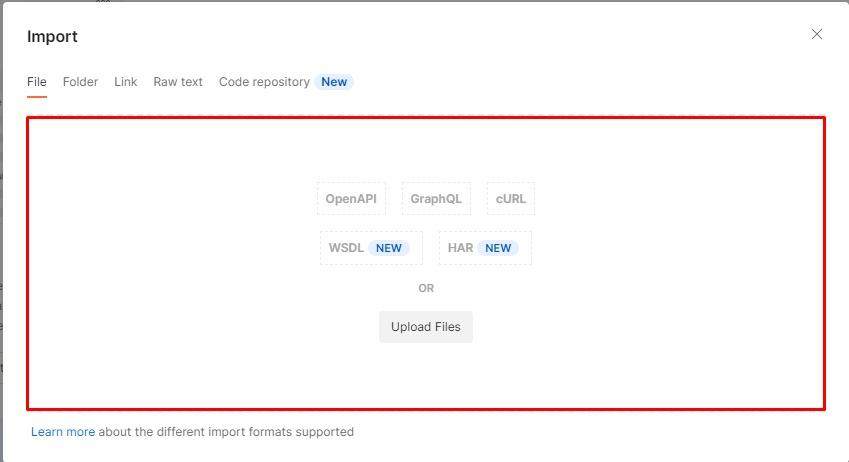 Import
File Folder Link Raw text Code repository New
OpenAPI GraphQL cURL
WSDL NEW HAR NEW
OR
Upload Files
Learn more about the different import formats supported